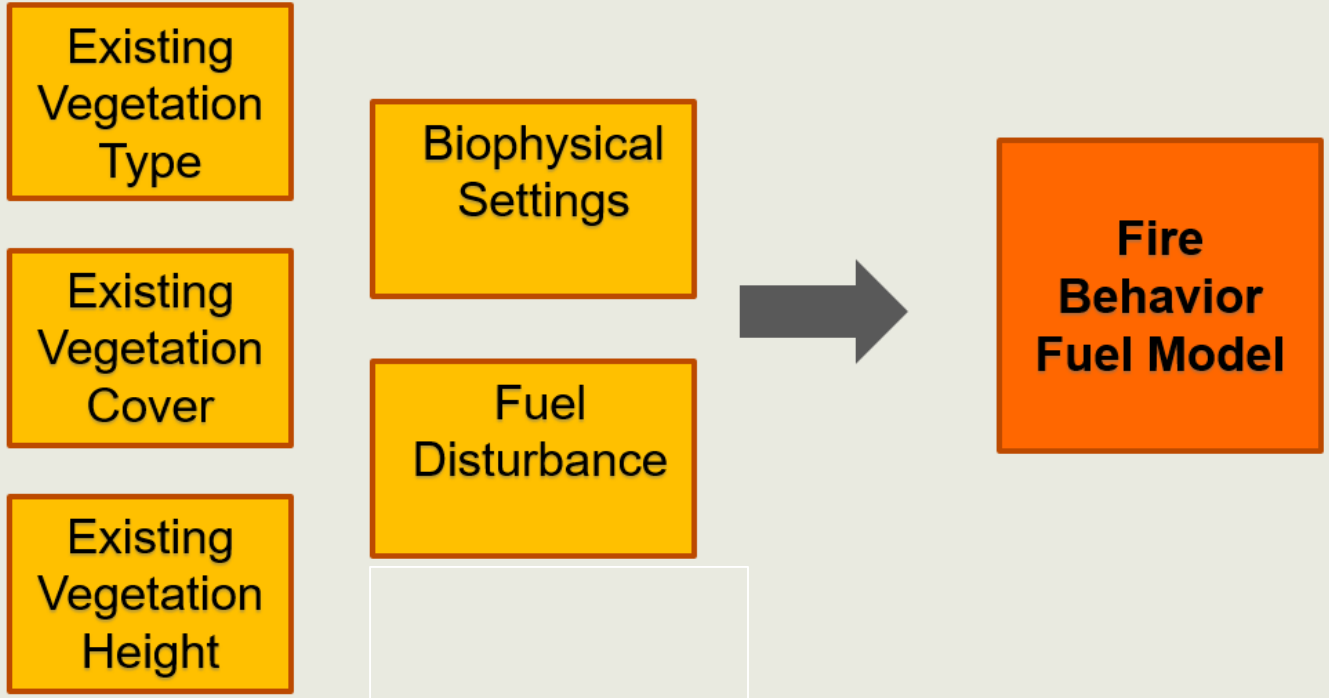 Existing
Vegetation
Type
Existing
Vegetation
Cover
Existing
Vegetation
Height
Biophysical
Settings
Fuel
Disturbance
Fire
Behavior
Fuel Model